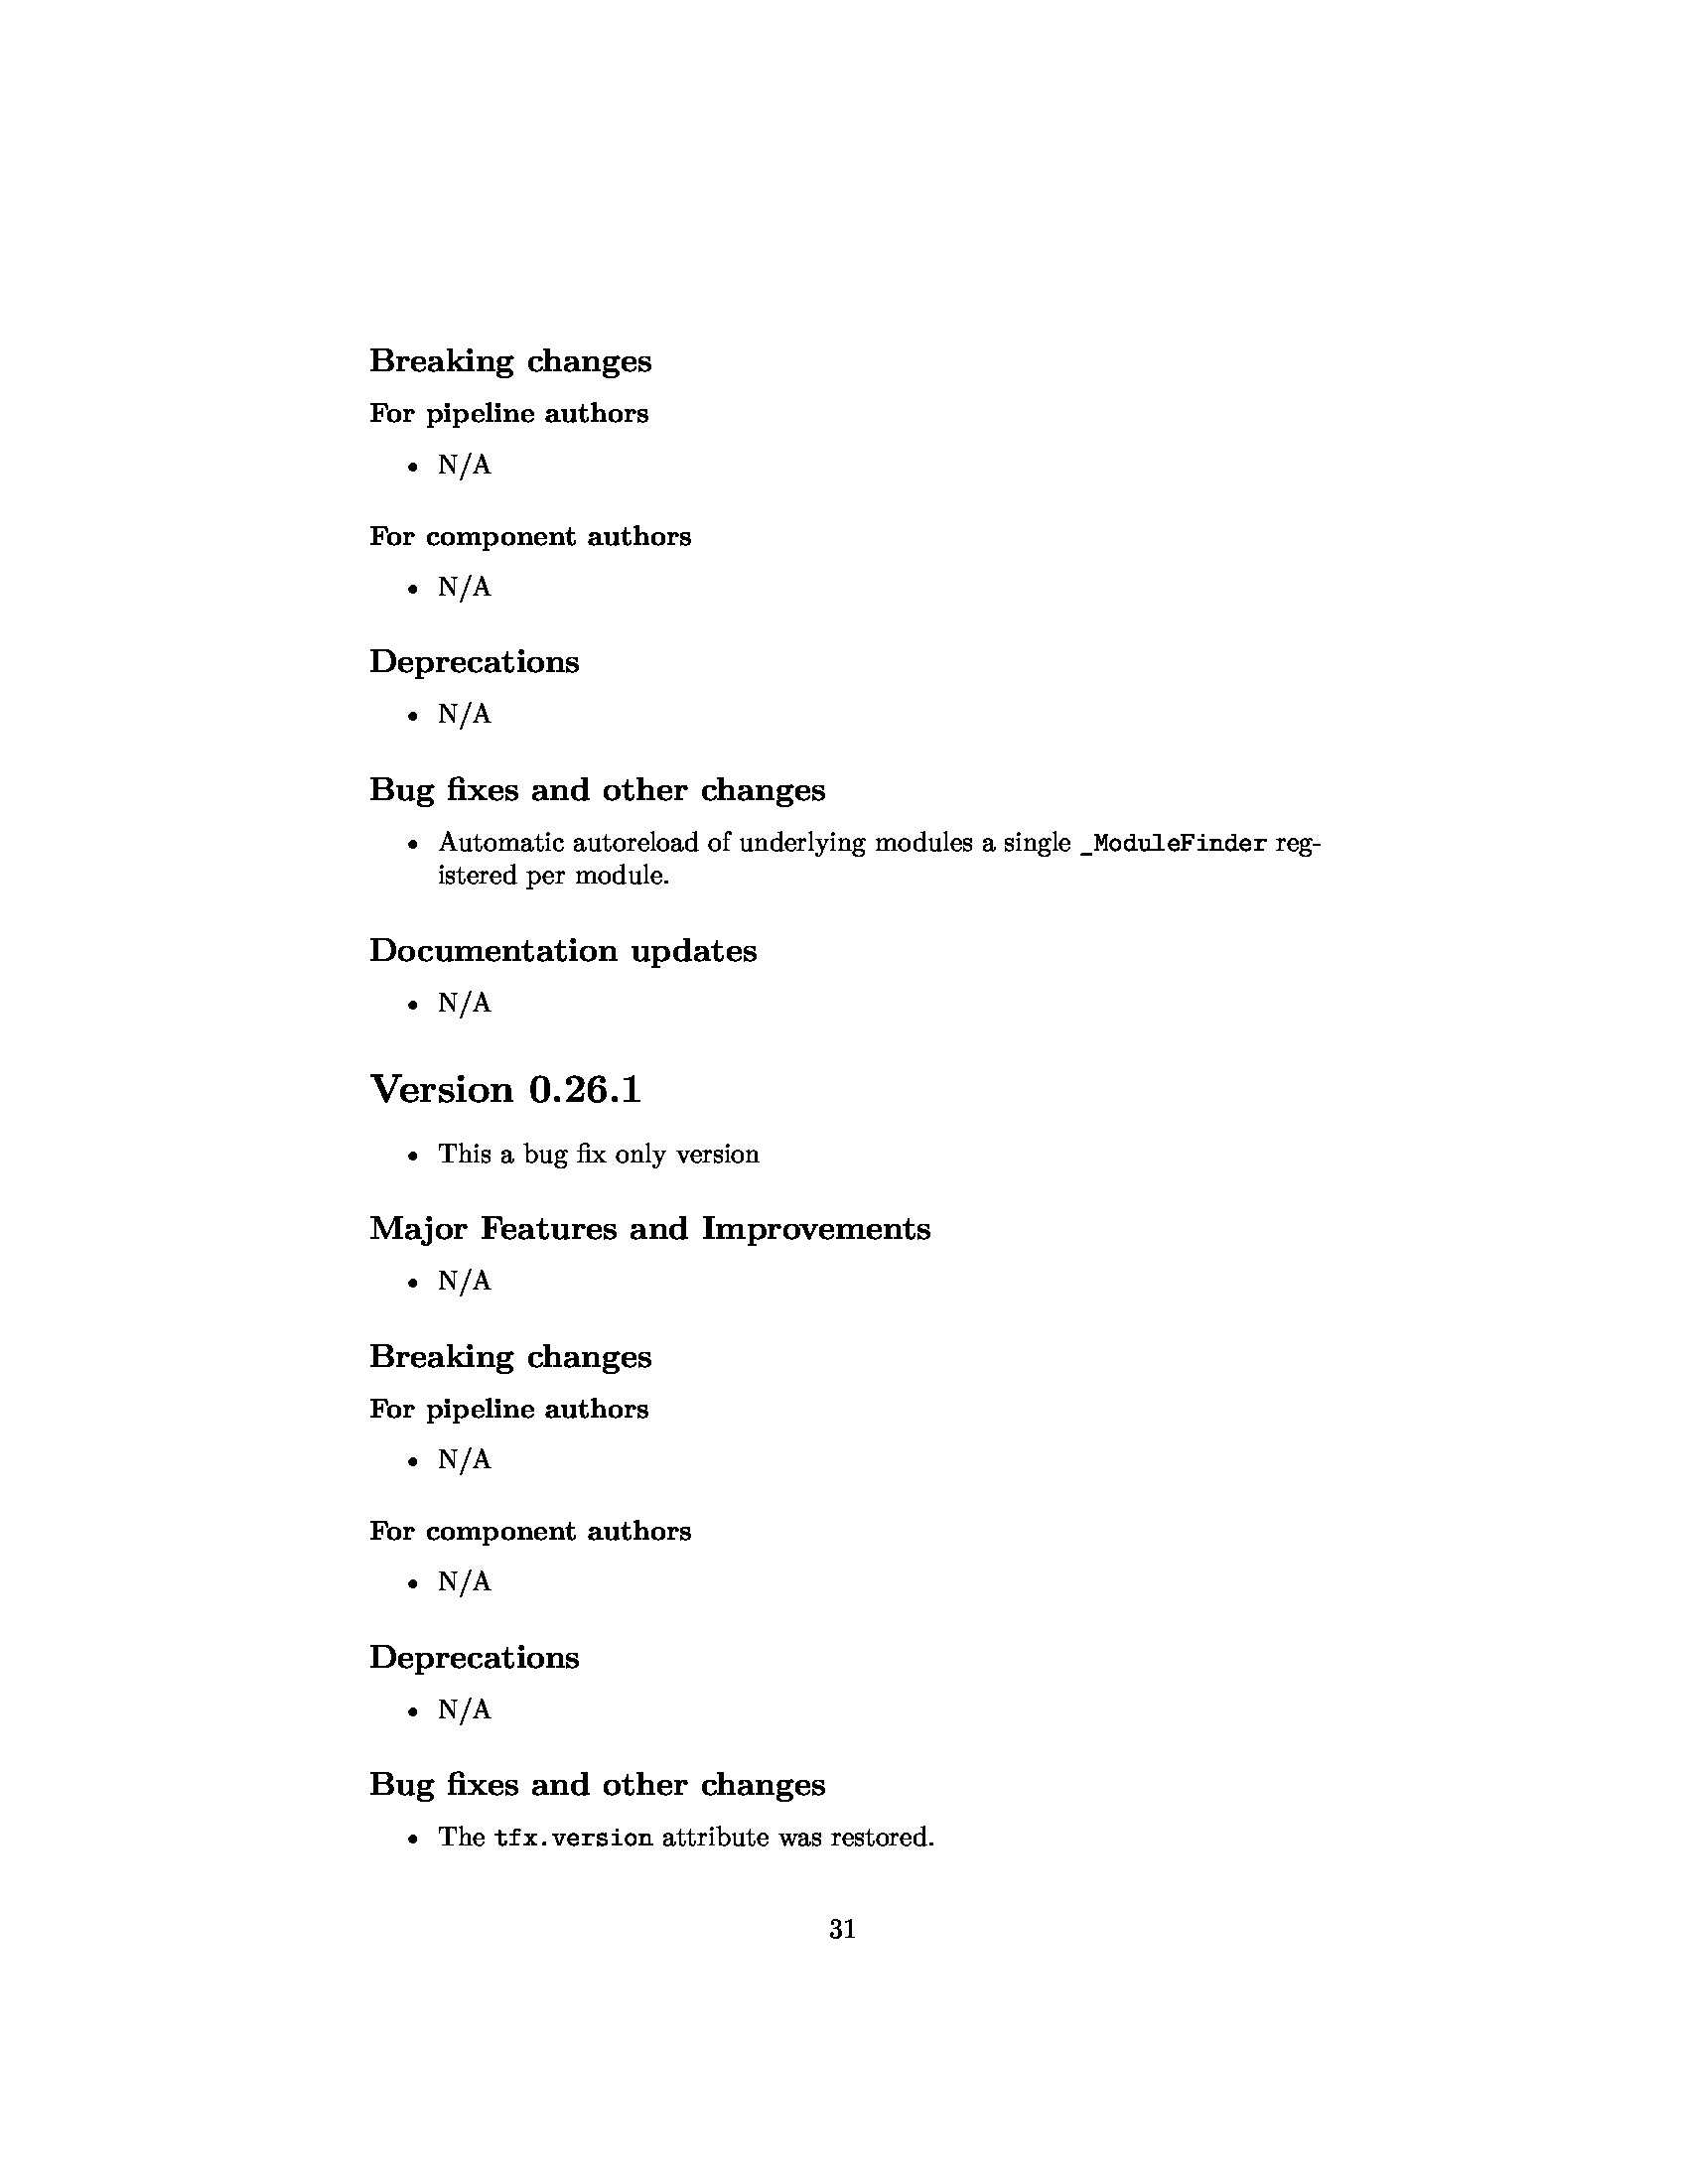 Breaking changes
For pipeline authors
• N/A
For component authors
• N/A
Deprecations
• N/A
Bug fixes and other changes
• Automatic autoreload of underlying modules a single _ModuleFinder reg-
istered per module.
Documentation updates
• N/A
Version 0.26.1
• This a bug fix only version
Major Features and Improvements
• N/A
Breaking changes
For pipeline authors
• N/A
For component authors
• N/A
Deprecations
• N/A
Bug fixes and other changes
• The tfx.version attribute was restored.
31